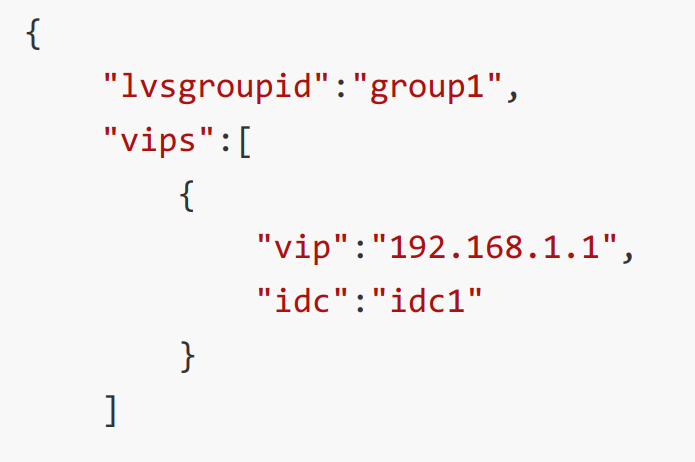 {
"lvsgroupid":"group1",
"vips":[
{
"vip":"192.168.1.1",
"idc":"idc1"
}
]